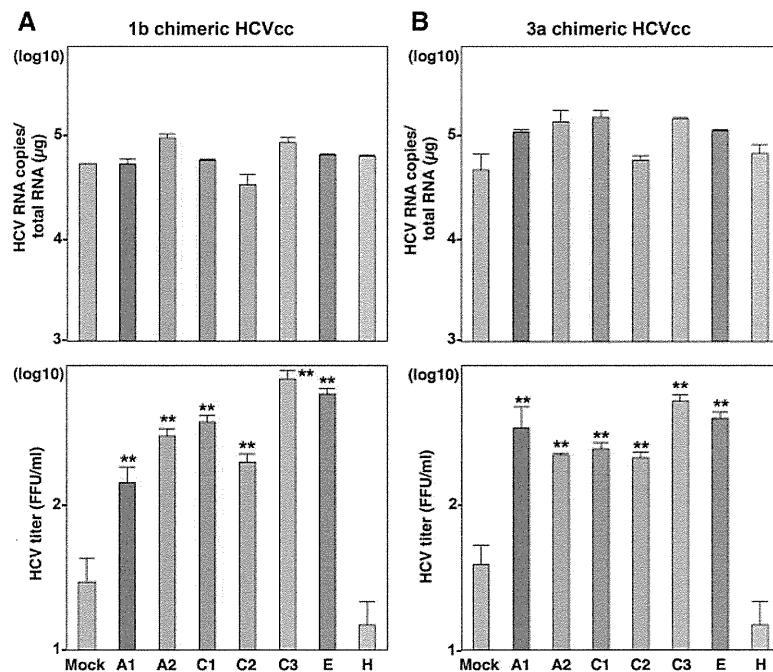 A
1b chimeric HCVcc
B
3a chimeric HCVcc
(log10)
5
4
3
HCV RNA copies/
total RNA (µg)
(log10)
5
4
3
HCV RNA copies/
total RNA (µg)
(log10)
2
1
HCV titer (FFU/ml)
** ** ** ** ** **
Mock A1 A2 C1 C2 C3 E H
(log10)
2
1
HCV titer (FFU/ml)
** ** ** ** ** **
Mock A1 A2 C1 C2 C3 E H